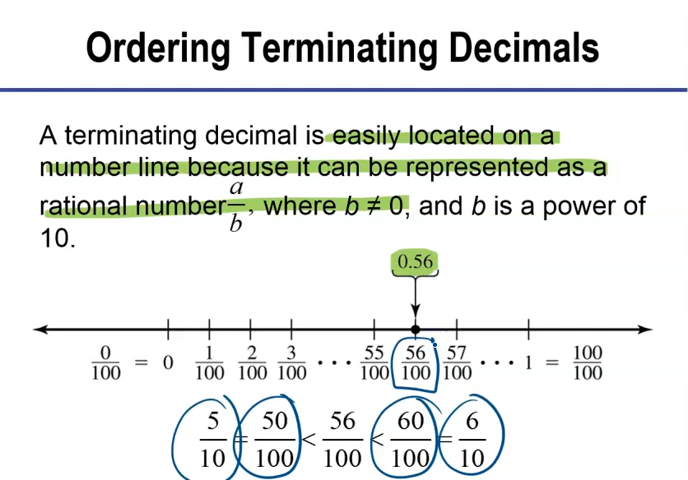 Ordering Terminating Decimals
A terminating decimal is easily located on a
number line because it can be represented as a
rational number a/b, where b ≠ 0, and b is a power of
10.
0.56
0/100 = 0 1/100 2/100 3/100 ··· 55/100 56/100 57/100 ··· 1 = 100/100
5/10 = 50/100 < 56/100 < 60/100 = 6/10